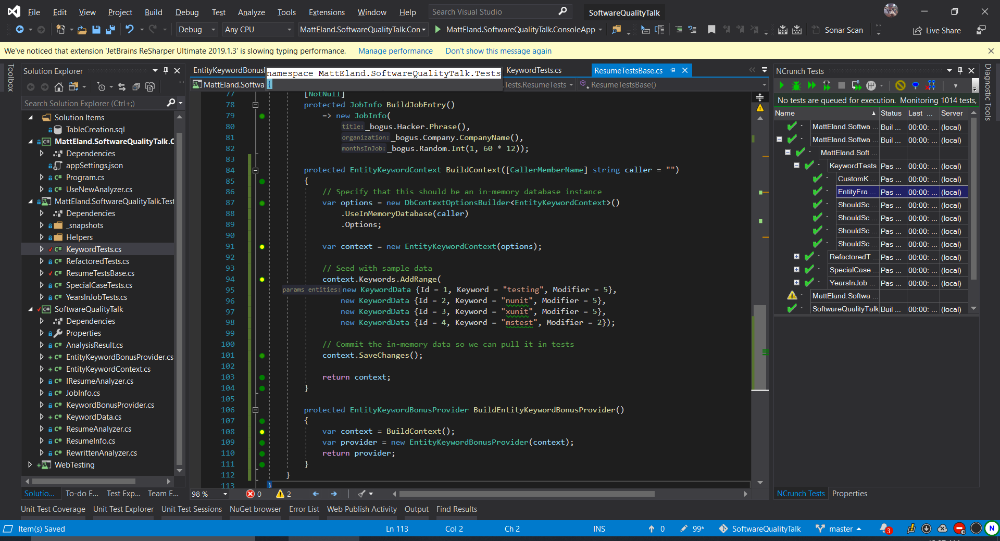 File Edit View Project Build Debug Test Analyze Tools Extensions Window Help Search Visual Studio SoftwareQualityTalk
Debug Any CPU MattEland.SoftwareQualityTalk.Con MattEland.SoftwareQualityTalk.ConsoleApp Sonar Scan Live Share
We've noticed that extension 'JetBrains ReSharper Ultimate 2019.1.3' is slowing typing performance. Manage performance Don't show this message again
Toolbox
Solution Explorer
Search Solution Explorer (Ctrl+;)
Solution Items
TableCreation.sql
MattEland.SoftwareQualityTalk.C
Dependencies
appSettings.json
Program.cs
UseNewAnalyzer.cs
MattEland.SoftwareQualityTalk.Test
Dependencies
_snapshots
Helpers
KeywordTests.cs
RefactoredTests.cs
ResumeTestsBase.cs
SpecialCaseTests.cs
YearsInJobTests.cs
SoftwareQualityTalk
Dependencies
Properties
AnalysisResult.cs
EntityKeywordBonusProvider.cs
EntityKeywordContext.cs
IResumeAnalyzer.cs
JobInfo.cs
KeywordBonusProvider.cs
KeywordData.cs
ResumeAnalyzer.cs
ResumeInfo.cs
RewrittenAnalyzer.cs
WebTesting
Solutio... To-do E... Test Exp... Team E...
EntityKeywordBonusP KeywordTests.cs ResumeTestsBase.cs
namespace MattEland.SoftwareQualityTalk.Tests
{
MattEland.Softwa .Tests.ResumeTests ResumeTestsBase()
77 [NotNull]
78 protected JobInfo BuildJobEntry()
79 => new JobInfo(
80 title: _bogus.Hacker.Phrase(),
81 organization: _bogus.Company.CompanyName(),
82 monthsInJob: _bogus.Random.Int(1, 60 * 12));
83
84 protected EntityKeywordContext BuildContext([CallerMemberName] string caller = "")
85 {
86 // Specify that this should be an in-memory database instance
87 var options = new DbContextOptionsBuilder<EntityKeywordContext>()
88 .UseInMemoryDatabase(caller)
89 .Options;
90
91 var context = new EntityKeywordContext(options);
92
93 // Seed with sample data
94 context.Keywords.AddRange(
95 params entities: new KeywordData {Id = 1, Keyword = "testing", Modifier = 5},
96 new KeywordData {Id = 2, Keyword = "nunit", Modifier = 5},
97 new KeywordData {Id = 3, Keyword = "xunit", Modifier = 5},
98 new KeywordData {Id = 4, Keyword = "mstest", Modifier = 2});
99
100 // Commit the in-memory data so we can pull it in tests
101 context.SaveChanges();
102
103 return context;
104 }
105
106 protected EntityKeywordBonusProvider BuildEntityKeywordBonusProvider()
107 {
108 var context = BuildContext();
109 var provider = new EntityKeywordBonusProvider(context);
110 return provider;
111 }
112 }
113 }
98 % 0 2
NCrunch Tests
No tests are queued for execution. Monitoring 1014 tests,
Name Status Last ... Server
MattEland.Softwa ... Buil ... 00:00: ... (local)
MattEland.Softwa ... Buil ... 00:00: ... (local)
MattEland.Soft ...
KeywordTests Pas ... 00:00: ... (local)
CustomK ... Pas ... 00:00: ... (local)
EntityFra ... Pas ... 00:00: ... (local)
ShouldSc ... Pas ... 00:00: ... (local)
ShouldSc ... Pas ... 00:00: ... (local)
ShouldSc ... Pas ... 00:00: ... (local)
ShouldSc ... Pas ... 00:00: ... (local)
RefactoredT ... Pas ... 00:00: ... (local)
SpecialCase ... Pas ... 00:00: ... (local)
YearsInJob ... Pas ... 00:00: ... (local)
MattEland.Softwa ...
SoftwareQualityTalk Buil ... 00:00: ... (local)
NCrunch Tests Properties
Diagnostic Tools
Unit Test Coverage Unit Test Explorer Unit Test Sessions NuGet browser Error List Web Publish Activity Output Find Results
Item(s) Saved Ln 113 Col 2 Ch 2 INS 0 99* SoftwareQualityTalk master 3 N